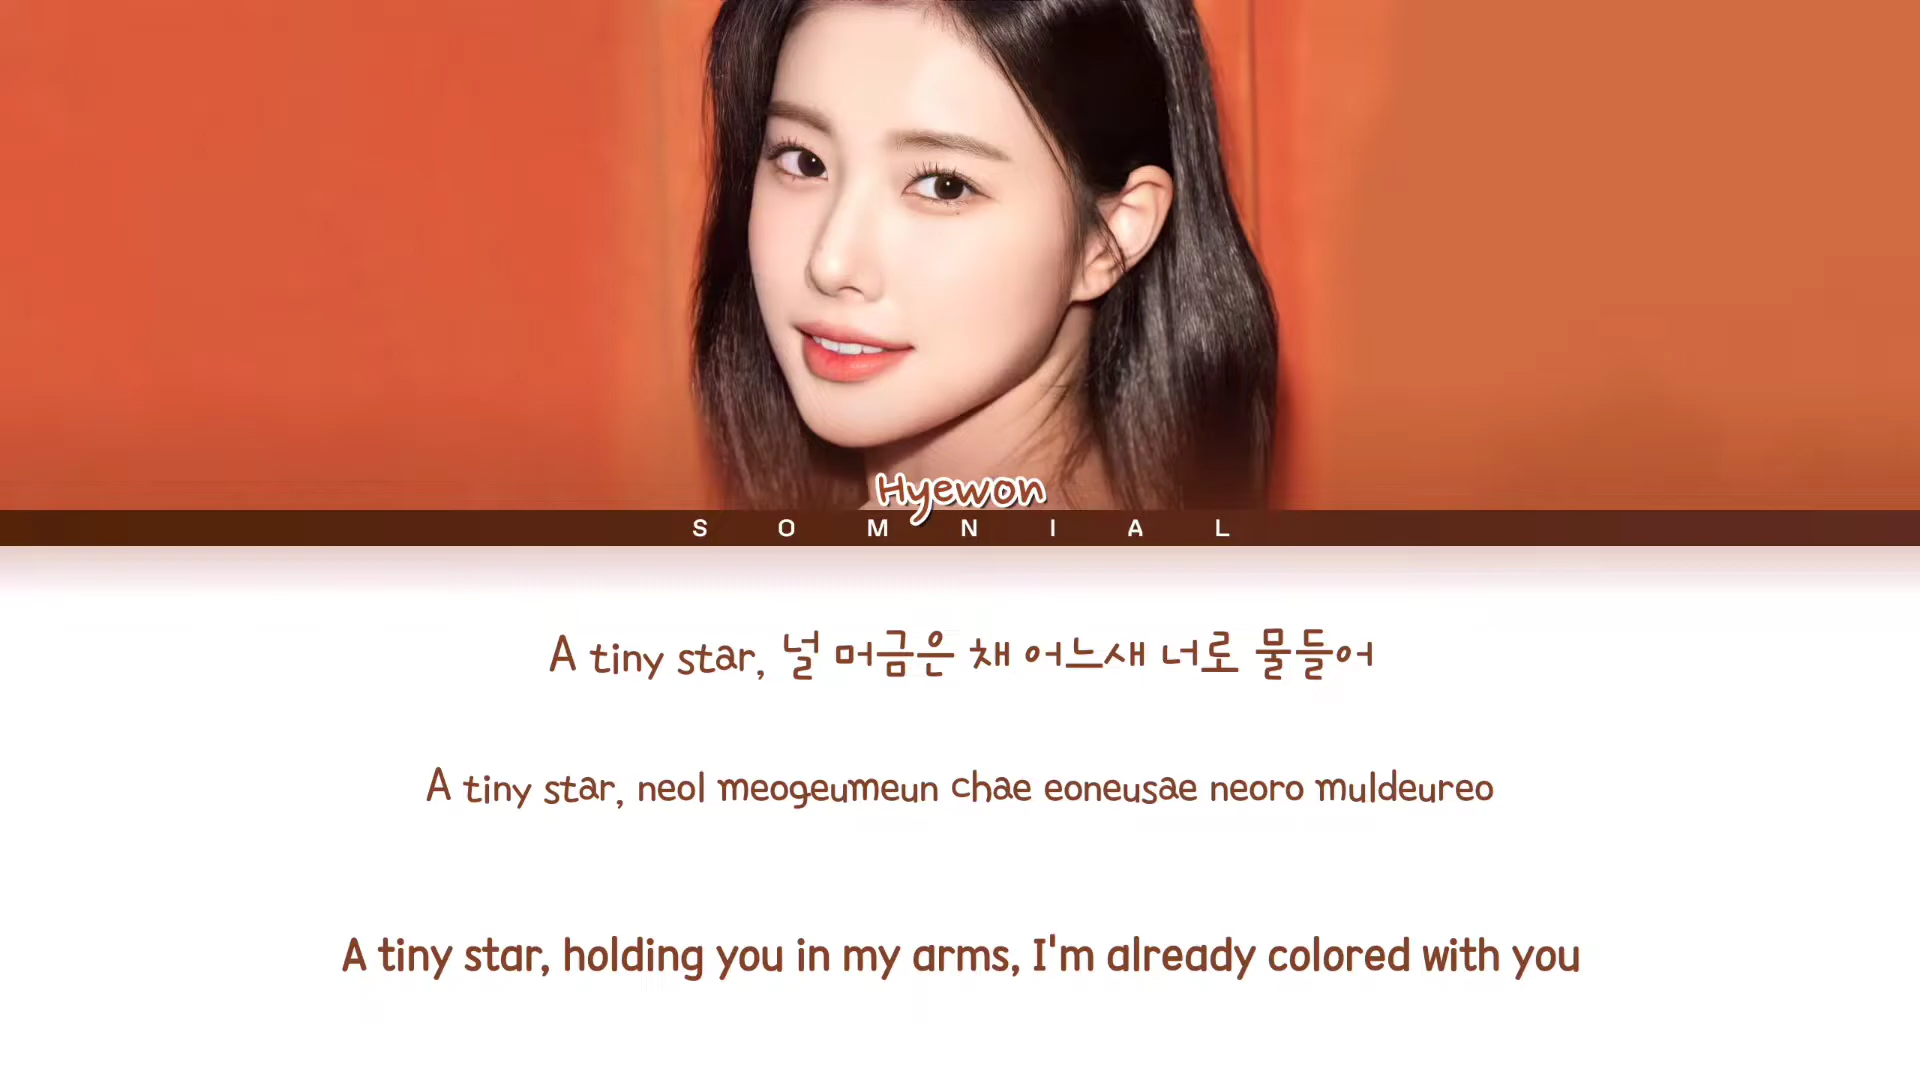 Hyewon
SOMNIAL
A tiny star, 널 머금은 채 어느새 너로 물들어
A tiny star, neol meogeumeun chae eoneusae neoro muldeureo
A tiny star, holding you in my arms, I'm already colored with you